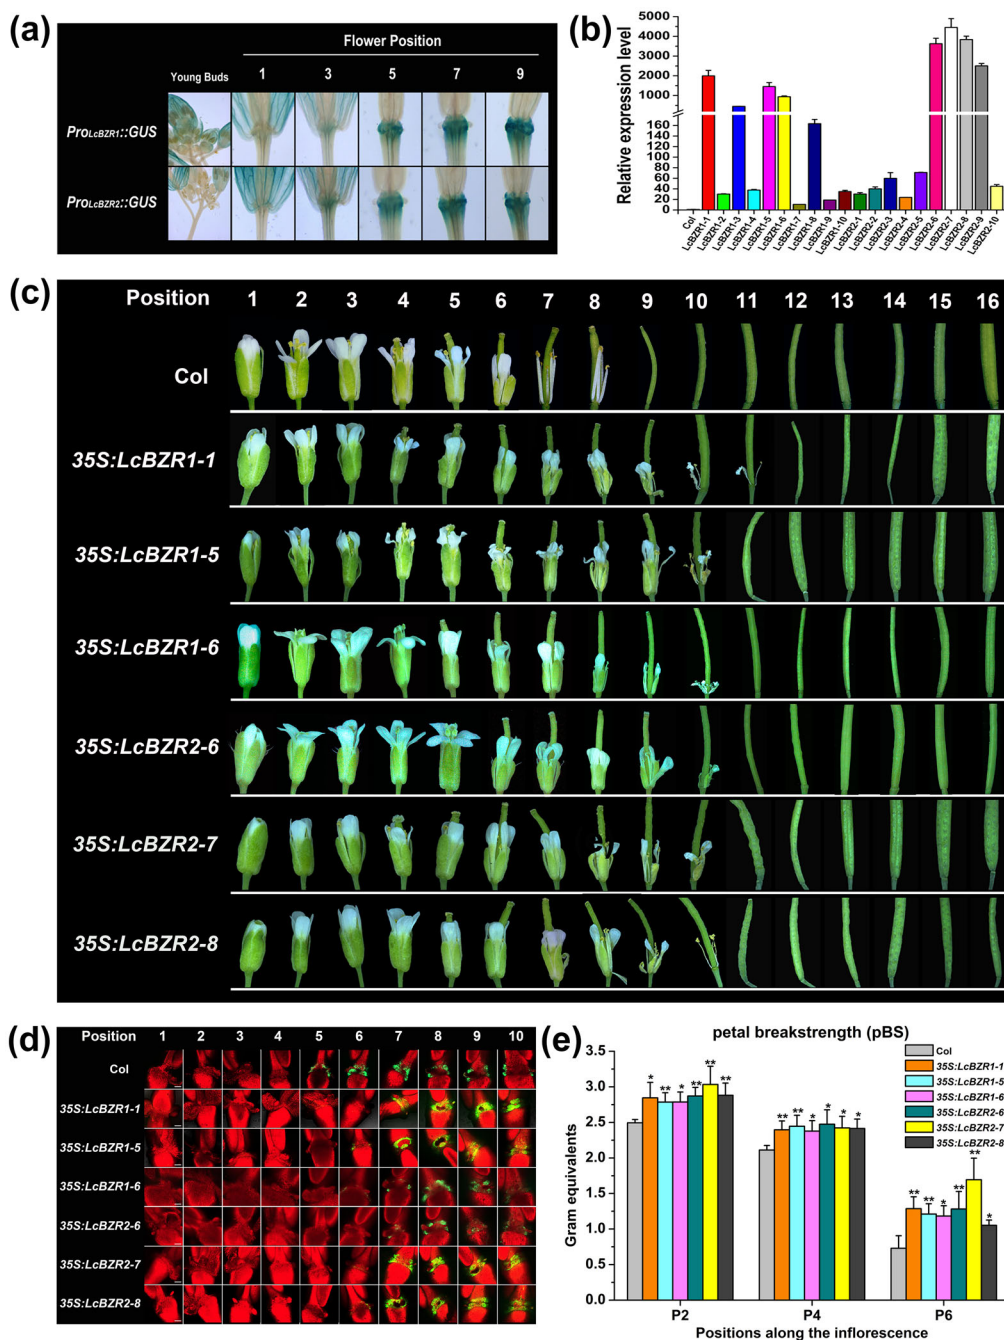 (a)
Flower Position
Young Buds 1 3 5 7 9
ProLcBZR1::GUS
ProLcBZR2::GUS
(b)
Relative expression level
5000
4000
3000
2000
1000
160
140
120
100
80
60
40
20
0
Col LcBZR1-1 LcBZR1-2 LcBZR1-3 LcBZR1-4 LcBZR1-5 LcBZR1-6 LcBZR1-7 LcBZR1-8 LcBZR1-9 LcBZR1-10 LcBZR2-1 LcBZR2-2 LcBZR2-3 LcBZR2-4 LcBZR2-5 LcBZR2-6 LcBZR2-7 LcBZR2-8 LcBZR2-9 LcBZR2-10
(c)
Position 1 2 3 4 5 6 7 8 9 10 11 12 13 14 15 16
Col
35S:LcBZR1-1
35S:LcBZR1-5
35S:LcBZR1-6
35S:LcBZR2-6
35S:LcBZR2-7
35S:LcBZR2-8
(d)
Position 1 2 3 4 5 6 7 8 9 10
Col
35S:LcBZR1-1
35S:LcBZR1-5
35S:LcBZR1-6
35S:LcBZR2-6
35S:LcBZR2-7
35S:LcBZR2-8
(e)
petal breakstrength (pBS)
Gram equivalents
3.5
3.0
2.5
2.0
1.5
1.0
0.5
0.0
Col
35S:LcBZR1-1
35S:LcBZR1-5
35S:LcBZR1-6
35S:LcBZR2-6
35S:LcBZR2-7
35S:LcBZR2-8
* ** * ** ** **
** ** * * * *
** ** * ** ** *
P2 P4 P6
Positions along the inflorescence